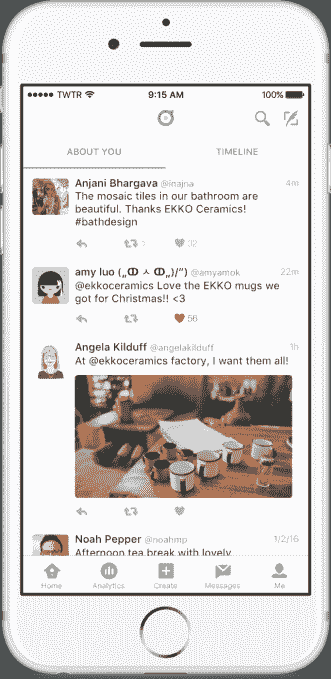 TWTR 9:15 AM 100%
ABOUT YOU TIMELINE
Anjani Bhargava @inajna 4m
The mosaic tiles in our bathroom are
beautiful. Thanks EKKO Ceramics!
#bathdesign
1 32
amy luo („ↀ ㅅ ↀ„)/“) @amyamok 22m
@ekkoceramics Love the EKKO mugs we
got for Christmas!! <3
56
Angela Kilduff @angelakilduff 1h
At @ekkoceramics factory, I want them all!
Noah Pepper @noahmp 1/2/16
Afternoon tea break with lovely
Home Analytics Create Messages Me